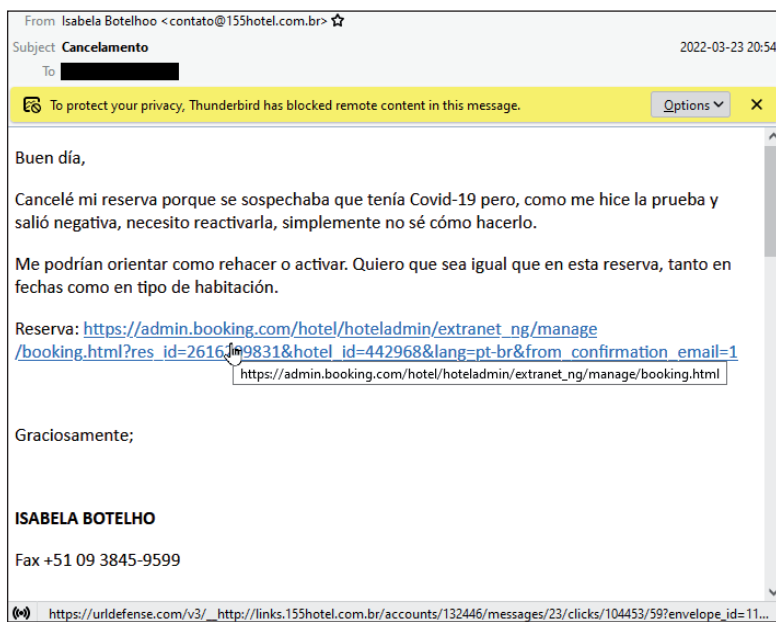 From Isabela Botelhoo <contato@155hotel.com.br>
Subject Cancelamento 2022-03-23 20:54
To
To protect your privacy, Thunderbird has blocked remote content in this message. Options
Buen día,
Cancelé mi reserva porque se sospechaba que tenía Covid-19 pero, como me hice la prueba y
salió negativa, necesito reactivarla, simplemente no sé cómo hacerlo.
Me podrían orientar como rehacer o activar. Quiero que sea igual que en esta reserva, tanto en
fechas como en tipo de habitación.
Reserva: https://admin.booking.com/hotel/hoteladmin/extranet_ng/manage
/booking.html?res_id=2616 9831&hotel_id=442968&lang=pt-br&from_confirmation_email=1
https://admin.booking.com/hotel/hoteladmin/extranet_ng/manage/booking.html
Graciosamente;
ISABELA BOTELHO
Fax +51 09 3845-9599
https://urldefense.com/v3/__http://links.155hotel.com.br/accounts/132446/messages/23/clicks/104453/59?envelope_id=11...